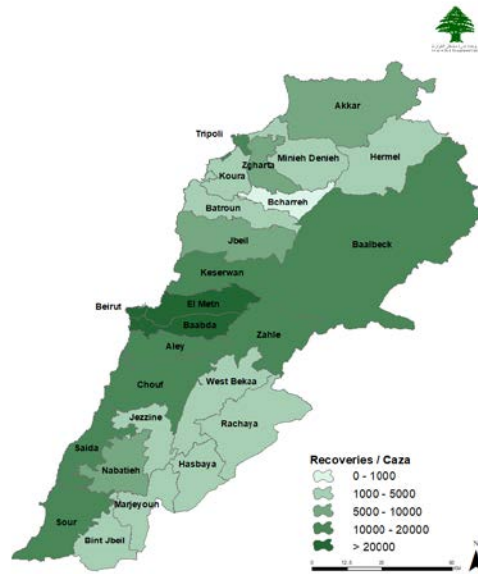 Akkar
Tripoli
Zgharta
Minieh Denieh
Hermel
Koura
Bcharreh
Batroun
Jbeil
Baalbeck
Keserwan
El Metn
Beirut
Baabda
Zahle
Aley
Chouf
West Bekaa
Jezzine
Rachaya
Saida
Hasbaya
Nabatieh
Marjeyoun
Sour
Bint Jbeil
Recoveries / Caza
0 - 1000
1000 - 5000
5000 - 10000
10000 - 20000
> 20000
N